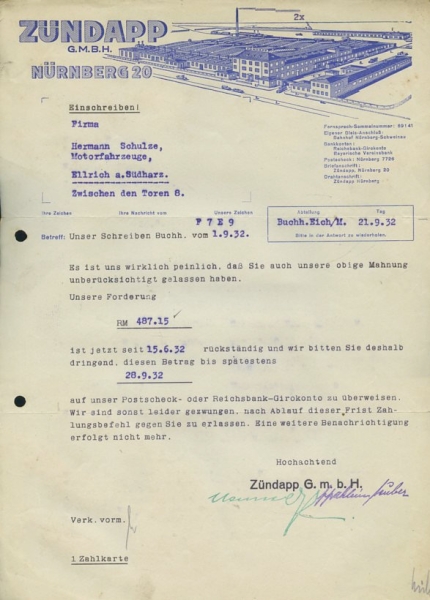 ZÜNDAPP
G.M.B.H.
NÜRNBERG 20
2x
Einschreiben!
Firma
Hermann Schulze,
Motorfahrzeuge,
Ellrich a.Südharz.
Zwischen den Toren 8.
Fernsprech-Sammelnummer: 59141
Eigener Gleis-Anschluß:
Bahnhof Nürnberg-Schweinau
Bankkonten:
Reichsbank-Girokonto
Bayerische Vereinsbank
Postscheck: Nürnberg 7799
Briefanschrift:
Zündapp, Nürnberg 20
Drahtanschrift:
Zündapp Nürnberg
Ihre Zeichen Ihre Nachricht vom Unsere Zeichen Abteilung Tag
F 7 E 9 Buchh.Eich/M. 21.9.32
Bitte in der Antwort zu wiederholen.
Betreff: Unser Schreiben Buchh. vom 1.9.32.
Es ist uns wirklich peinlich, daß Sie auch unsere obige Mahnung
unberücksichtigt gelassen haben.
Unsere Forderung
RM 487.15
ist jetzt seit 15.6.32 rückständig und wir bitten Sie deshalb
dringend, diesen Betrag bis spätestens
28.9.32
auf unser Postscheck- oder Reichsbank-Girokonto zu überweisen.
Wir sind sonst leider gezwungen, nach Ablauf dieser Frist Zah-
lungsbefehl gegen Sie zu erlassen. Eine weitere Benachrichtigung
erfolgt nicht mehr.
Hochachtend
Zündapp G. m. b. H.
Verk. vorm.
1 Zahlkarte